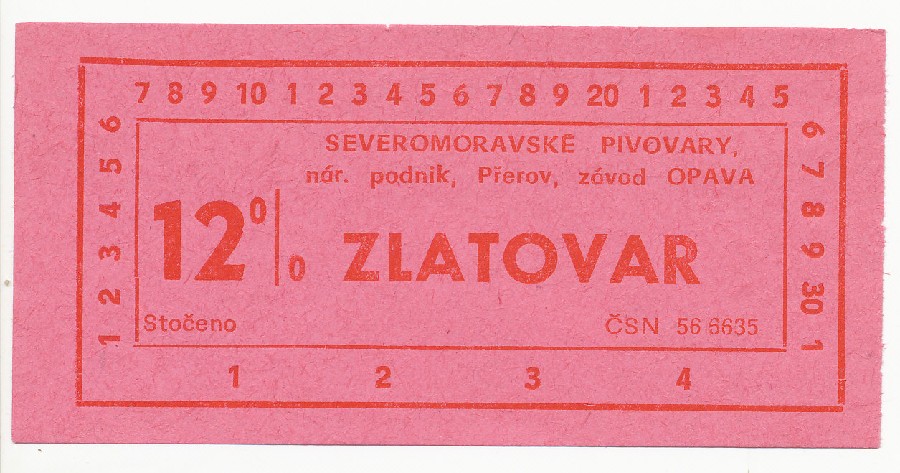 7 8 9 10 1 2 3 4 5 6 7 8 9 20 1 2 3 4 5
1 2 3 4 5 6
6 7 8 9 30 1
SEVEROMORAVSKÉ PIVOVARY,
nár. podnik, Přerov, závod OPAVA
12 0|0 ZLATOVAR
Stočeno ČSN 56 6635
1 2 3 4